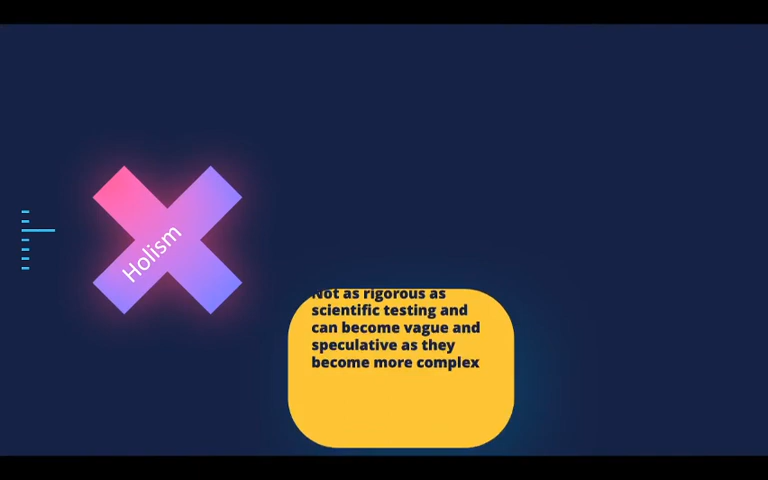 Holism
Not as rigorous as
scientific testing and
can become vague and
speculative as they
become more complex